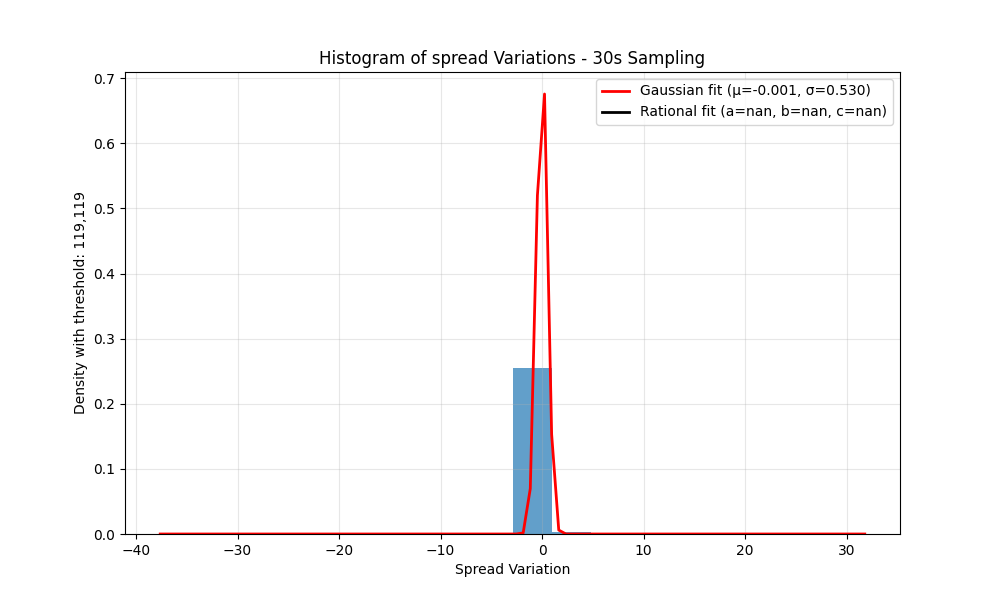 Histogram of spread Variations - 30s Sampling
Gaussian fit (μ=-0.001, σ=0.530)
Rational fit (a=nan, b=nan, c=nan)
Density with threshold: 119,119
0.7
0.6
0.5
0.4
0.3
0.2
0.1
0.0
−40 −30 −20 −10 0 10 20 30
Spread Variation